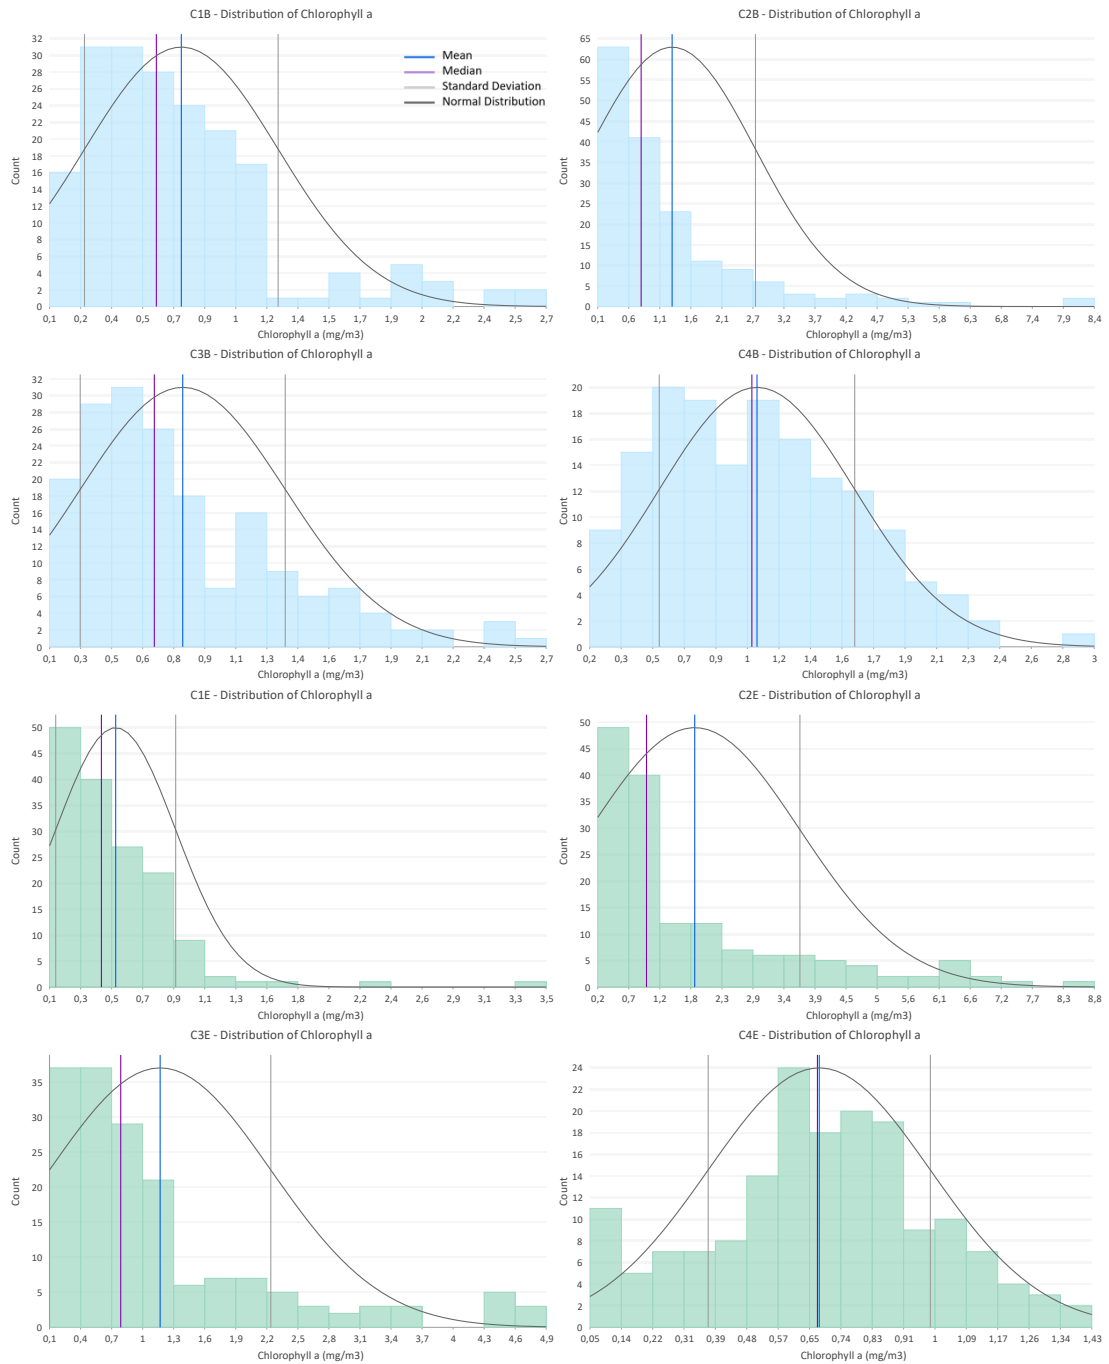 C1B - Distribution of Chlorophyll a
32
30
28
26
24
22
20
18
16
14
12
10
8
6
4
2
0
Count
Mean
Median
Standard Deviation
Normal Distribution
0,1 0,2 0,4 0,5 0,7 0,9 1 1,2 1,4 1,5 1,7 1,9 2 2,2 2,4 2,5 2,7
Chlorophyll a (mg/m3)
C2B - Distribution of Chlorophyll a
65
60
55
50
45
40
35
30
25
20
15
10
5
0
Count
0,1 0,6 1,1 1,6 2,1 2,7 3,2 3,7 4,2 4,7 5,3 5,8 6,3 6,8 7,4 7,9 8,4
Chlorophyll a (mg/m3)
C3B - Distribution of Chlorophyll a
32
30
28
26
24
22
20
18
16
14
12
10
8
6
4
2
0
Count
0,1 0,3 0,5 0,6 0,8 0,9 1,1 1,3 1,4 1,6 1,7 1,9 2,1 2,2 2,4 2,6 2,7
Chlorophyll a (mg/m3)
C4B - Distribution of Chlorophyll a
20
18
16
14
12
10
8
6
4
2
0
Count
0,2 0,3 0,5 0,7 0,9 1 1,2 1,4 1,6 1,7 1,9 2,1 2,3 2,4 2,6 2,8 3
Chlorophyll a (mg/m3)
C1E - Distribution of Chlorophyll a
50
45
40
35
30
25
20
15
10
5
0
Count
0,1 0,3 0,5 0,7 0,9 1,1 1,3 1,6 1,8 2 2,2 2,4 2,6 2,9 3,1 3,3 3,5
Chlorophyll a (mg/m3)
C2E - Distribution of Chlorophyll a
50
45
40
35
30
25
20
15
10
5
0
Count
0,2 0,7 1,2 1,8 2,3 2,9 3,4 3,9 4,5 5 5,6 6,1 6,6 7,2 7,7 8,3 8,8
Chlorophyll a (mg/m3)
C3E - Distribution of Chlorophyll a
35
30
25
20
15
10
5
0
Count
0,1 0,4 0,7 1 1,3 1,6 1,9 2,2 2,5 2,8 3,1 3,4 3,7 4 4,3 4,6 4,9
Chlorophyll a (mg/m3)
C4E - Distribution of Chlorophyll a
24
22
20
18
16
14
12
10
8
6
4
2
0
Count
0,05 0,14 0,22 0,31 0,39 0,48 0,57 0,65 0,74 0,83 0,91 1 1,09 1,17 1,26 1,34 1,43
Chlorophyll a (mg/m3)